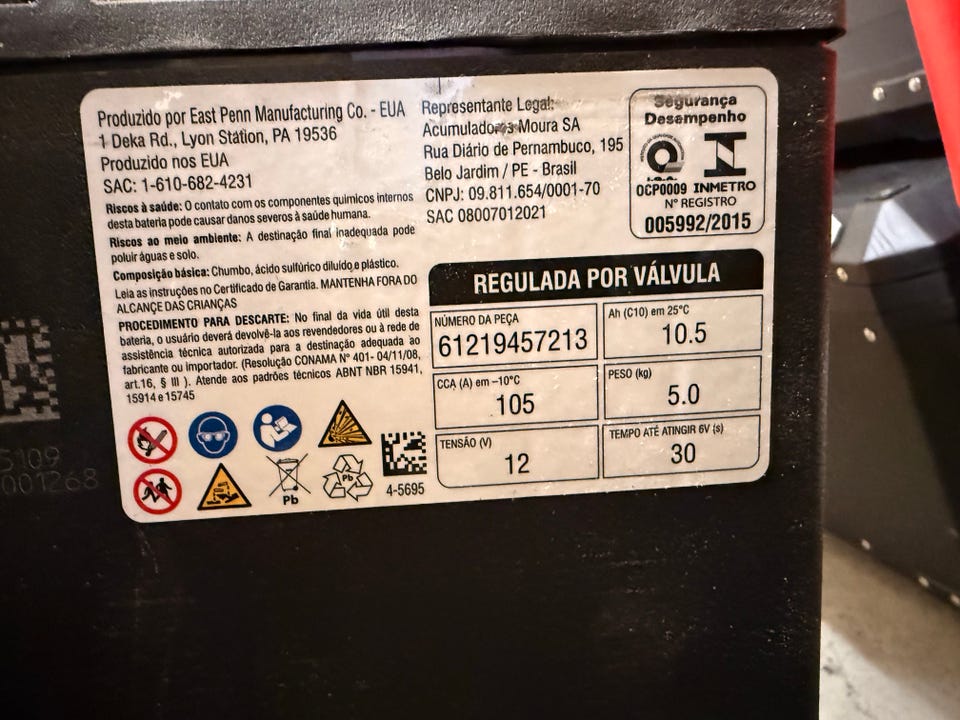 Produzido por East Penn Manufacturing Co. - EUA
1 Deka Rd., Lyon Station, PA 19536
Produzido nos EUA
SAC: 1-610-682-4231
Riscos à saúde: O contato com os componentes químicos internos
desta bateria pode causar danos severos à saúde humana.
Riscos ao meio ambiente: A destinação final inadequada pode
poluir águas e solo.
Composição básica: Chumbo, ácido sulfúrico diluído e plástico.
Leia as instruções no Certificado de Garantia. MANTENHA FORA DO
ALCANCE DAS CRIANÇAS
PROCEDIMENTO PARA DESCARTE: No final da vida útil desta
bateria, o usuário deverá devolvê-la aos revendedores ou à rede de
assistência técnica autorizada para a destinação adequada ao
fabricante ou importador. (Resolução CONAMA N° 401- 04/11/08,
art.16, § III ). Atende aos padrões técnicos ABNT NBR 15941,
15914 e 15745
Pb
Pb
4-5695
Representante Legal:
Acumuladores Moura SA
Rua Diário de Pernambuco, 195
Belo Jardim / PE - Brasil
CNPJ: 09.811.654/0001-70
SAC 08007012021
Segurança
Desempenho
OCP0009 INMETRO
N° REGISTRO
005992/2015
REGULADA POR VÁLVULA
NÚMERO DA PEÇA
61219457213
Ah (C10) em 25°C
10.5
CCA (A) em –10°C
105
PESO (kg)
5.0
TENSÃO (V)
12
TEMPO ATÉ ATINGIR 6V (s)
30
5109
001268